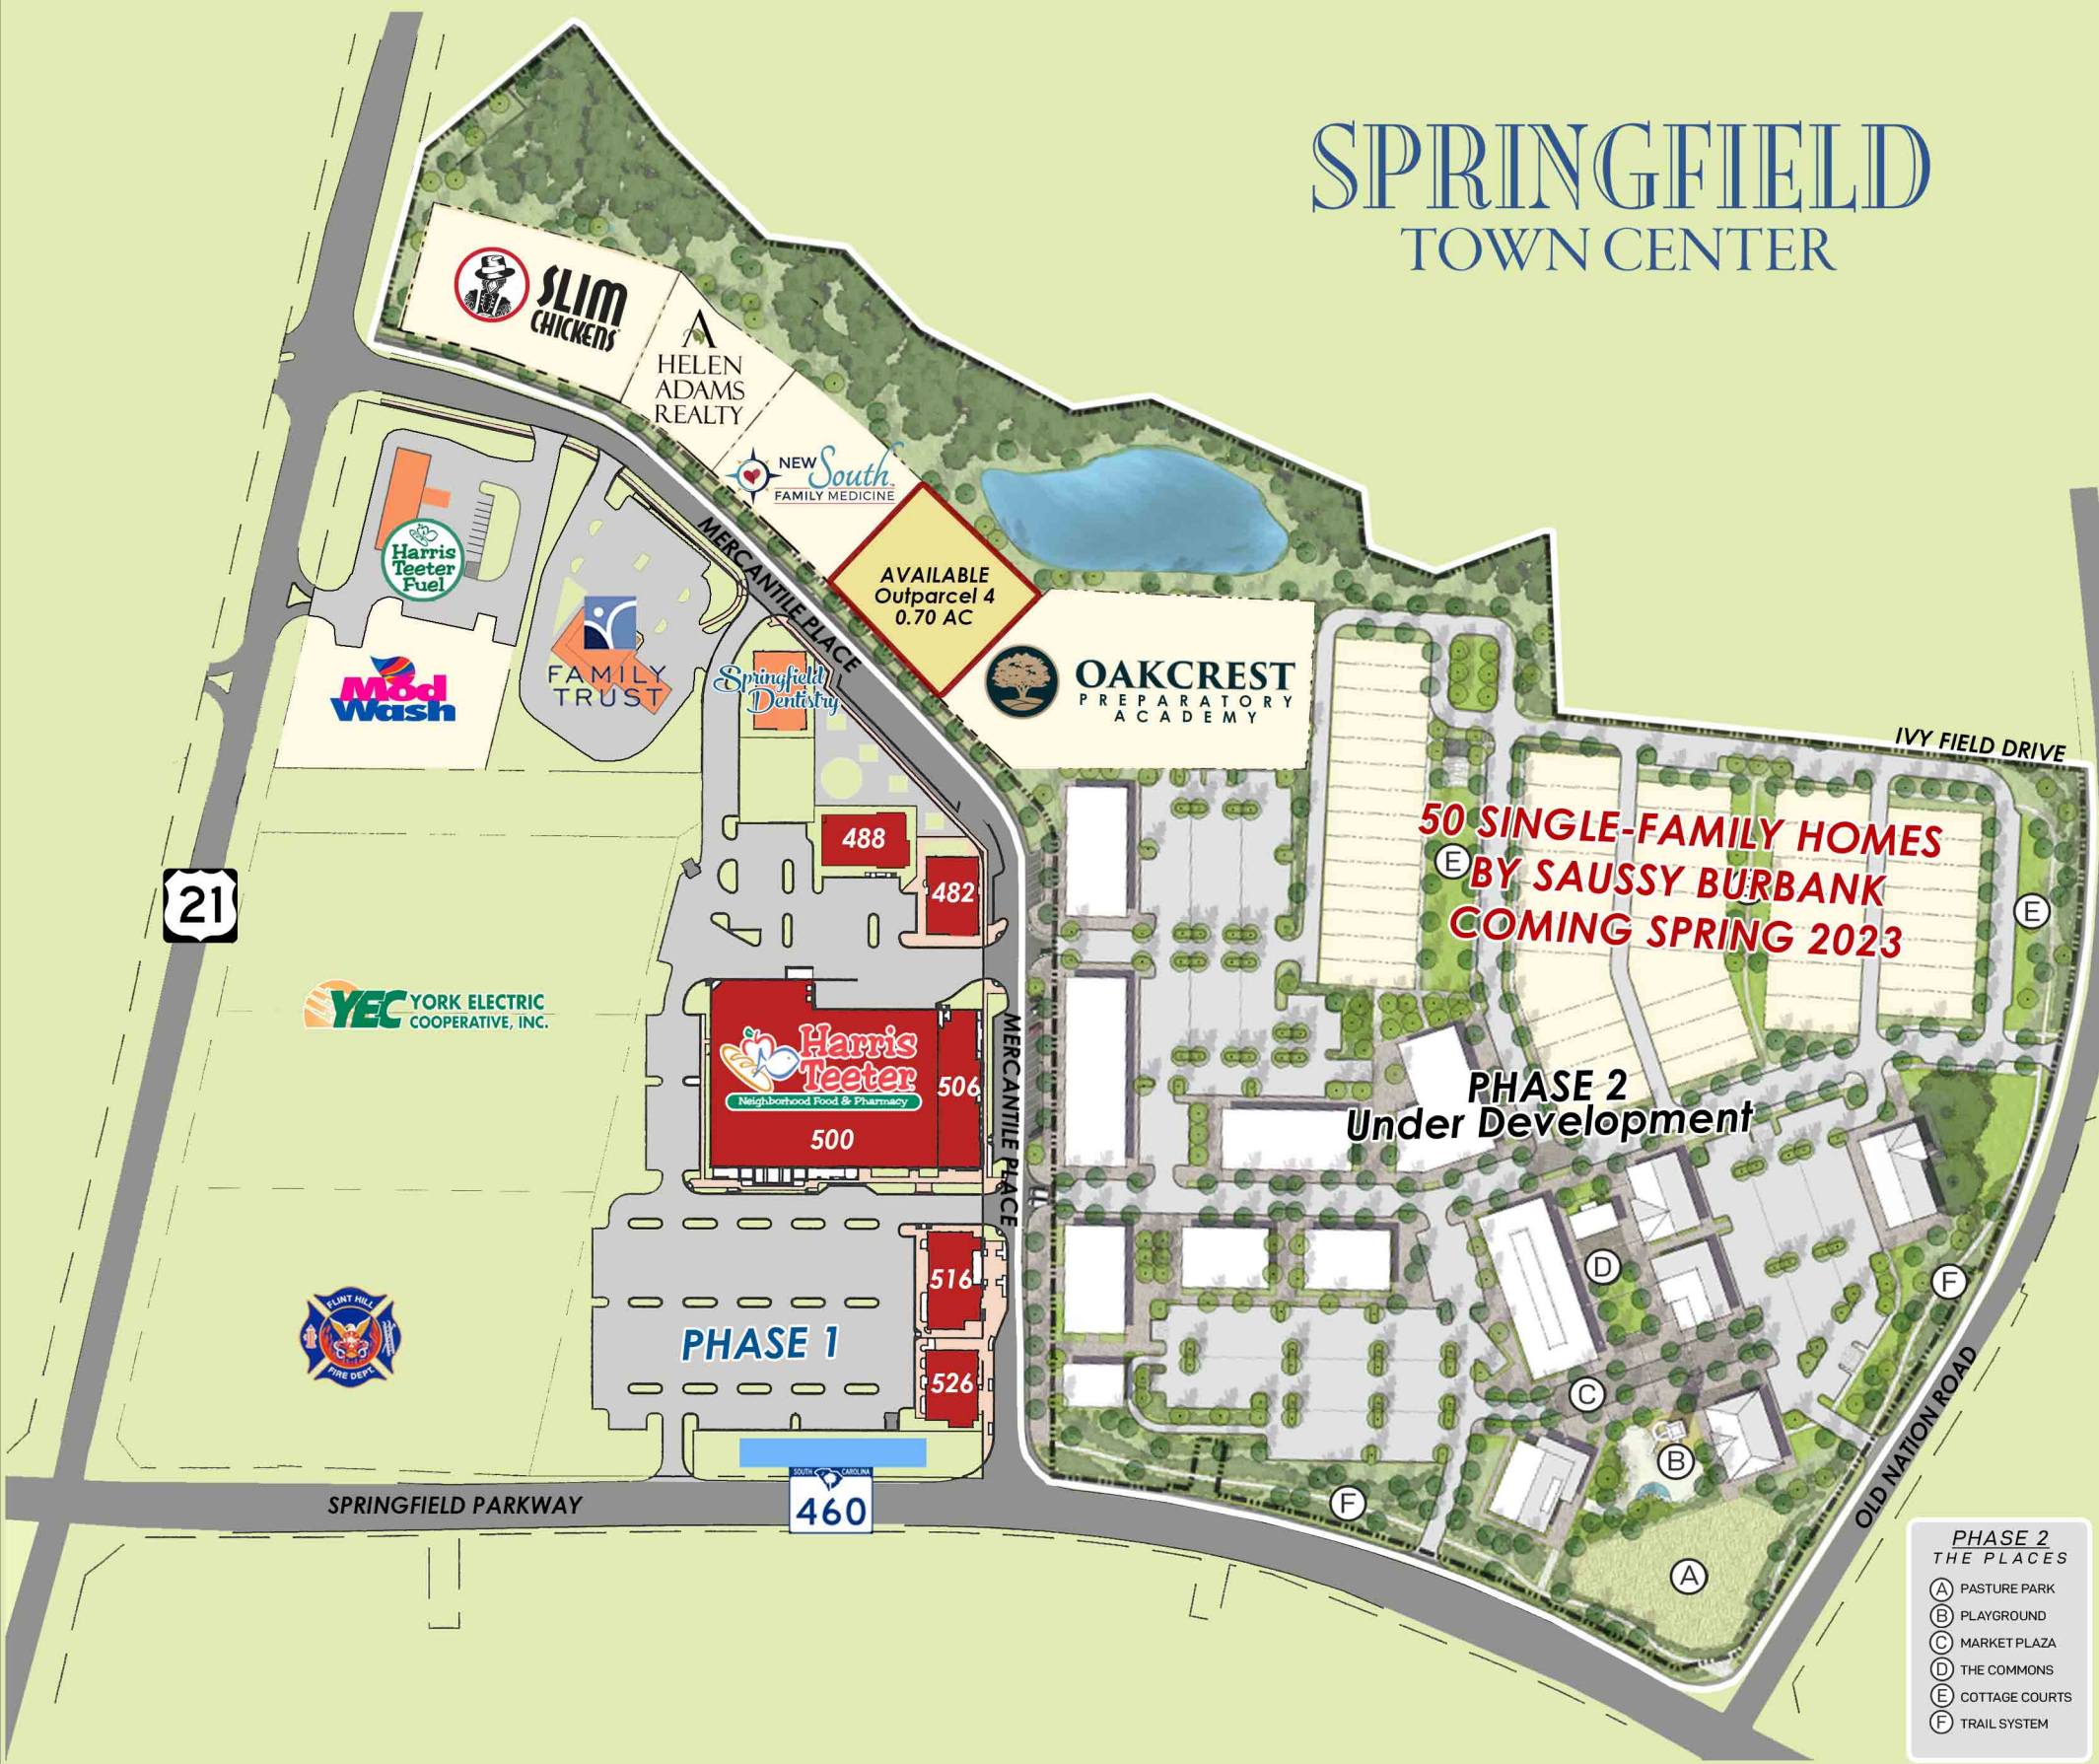 SPRINGFIELD
TOWN CENTER
SLIM
CHICKENS
A
HELEN
ADAMS
REALTY
NEW South
FAMILY MEDICINE
AVAILABLE
Outparcel 4
0.70 AC
MERCANTILE PLACE
Harris
Teeter
Fuel
FAMILY
TRUST
Mod
Wash
Springfield
Dentistry
OAKCREST
PREPARATORY
ACADEMY
IVY FIELD DRIVE
50 SINGLE-FAMILY HOMES
BY SAUSSY BURBANK
COMING SPRING 2023
E
E
488
482
21
YEC YORK ELECTRIC
COOPERATIVE, INC.
Harris
Teeter
Neighborhood Food & Pharmacy
500
506
MERCANTILE PLACE
PHASE 2
Under Development
516
526
PHASE 1
FLINT HILL
FIRE DEPT
D
C
B
A
F
F
OLD NATION ROAD
SPRINGFIELD PARKWAY
SOUTH CAROLINA
460
PHASE 2
THE PLACES
A PASTURE PARK
B PLAYGROUND
C MARKET PLAZA
D THE COMMONS
E COTTAGE COURTS
F TRAIL SYSTEM